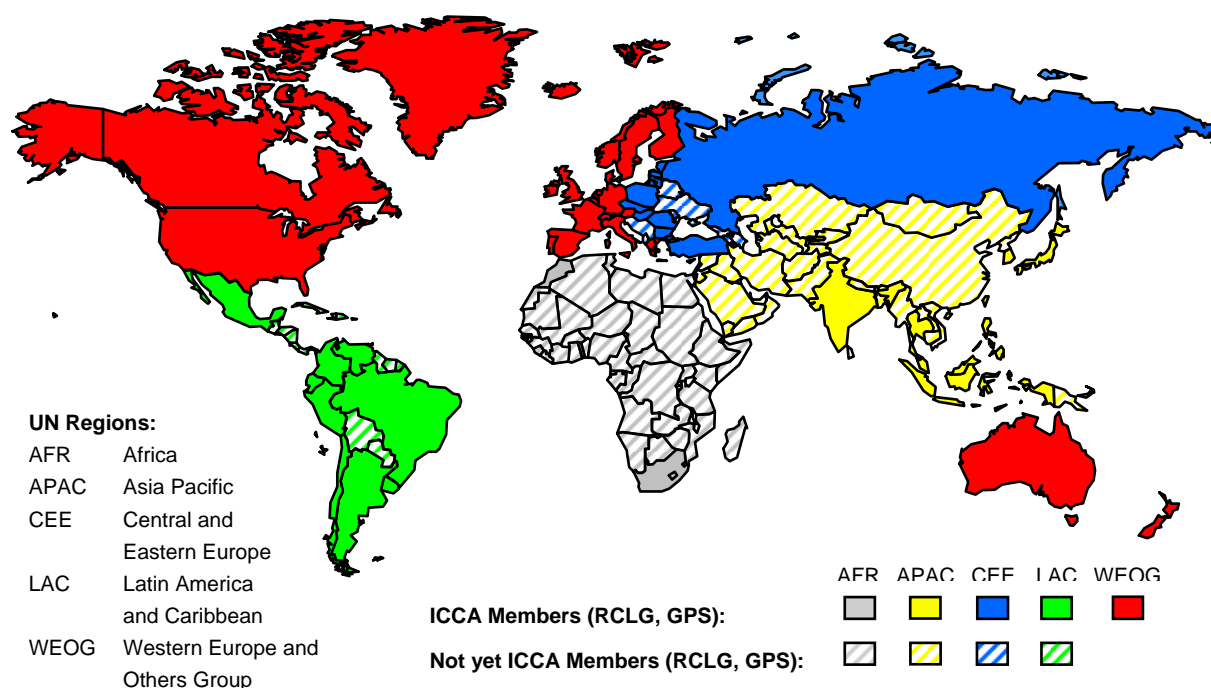 UN Regions:
AFR Africa
APAC Asia Pacific
CEE Central and
Eastern Europe
LAC Latin America
and Caribbean
WEOG Western Europe and
Others Group
AFR APAC CEE LAC WEOG
ICCA Members (RCLG, GPS):
Not yet ICCA Members (RCLG, GPS):